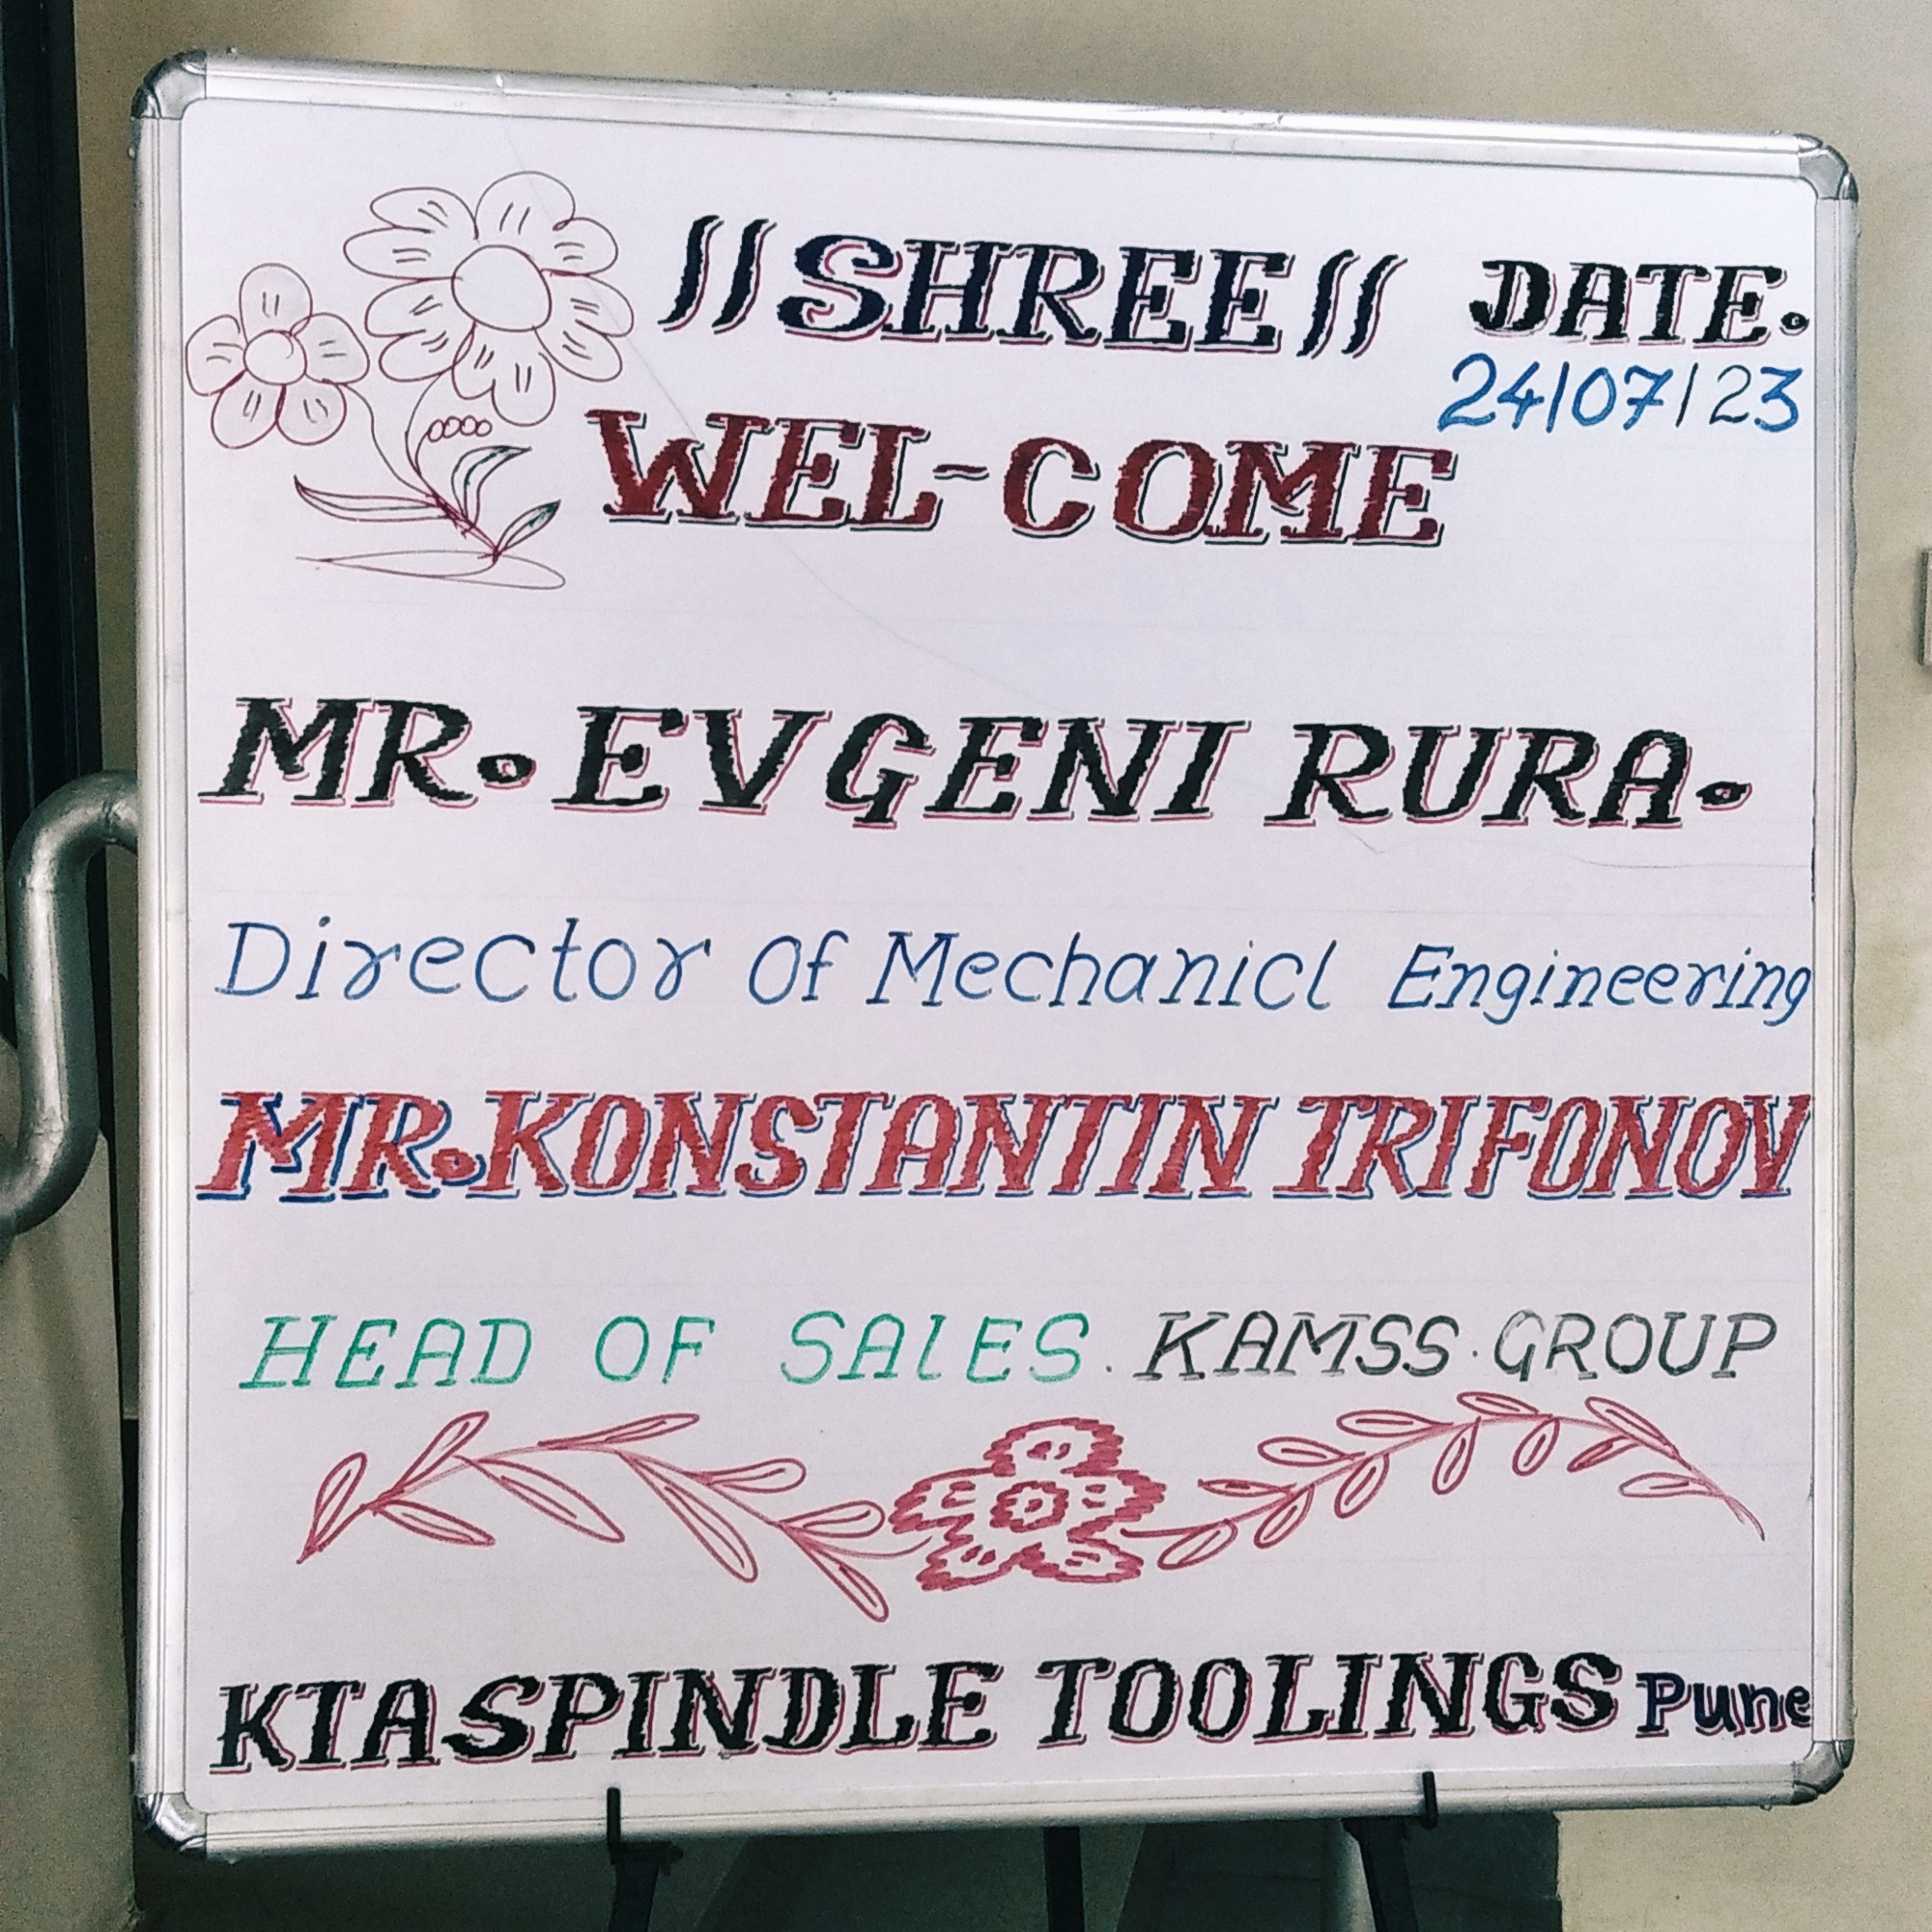 //SHREE// DATE.
24/07/23
WEL-COME
MR. EVGENI RURA.
Director Of Mechanicl Engineering
MR. KONSTANTIN TRIFONOV
HEAD OF SALES. KAMSS. GROUP
KTASPINDLE TOOLINGS Pune